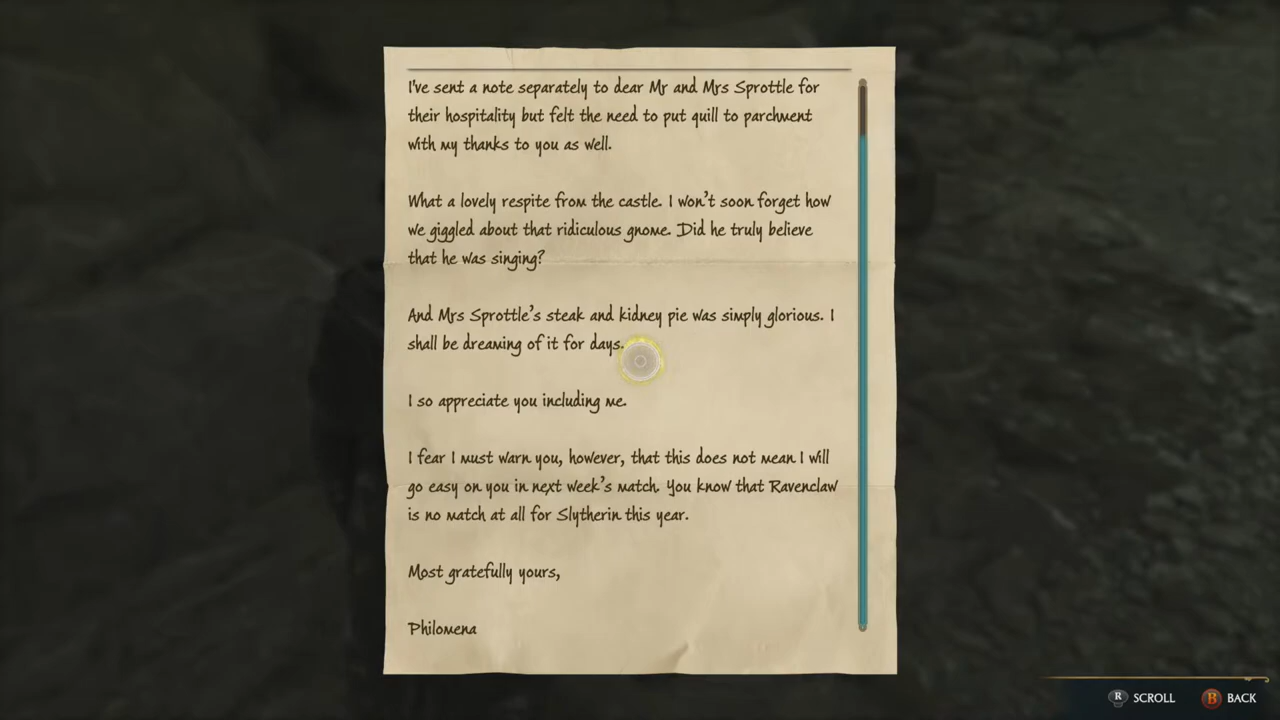 I've sent a note separately to dear Mr and Mrs Sprottle for
their hospitality but felt the need to put quill to parchment
with my thanks to you as well.
What a lovely respite from the castle. I won't soon forget how
we giggled about that ridiculous gnome. Did he truly believe
that he was singing?
And Mrs Sprottle's steak and kidney pie was simply glorious. I
shall be dreaming of it for days.
I so appreciate you including me.
I fear I must warn you, however, that this does not mean I will
go easy on you in next week's match. You know that Ravenclaw
is no match at all for Slytherin this year.
Most gratefully yours,
Philomena
R SCROLL B BACK